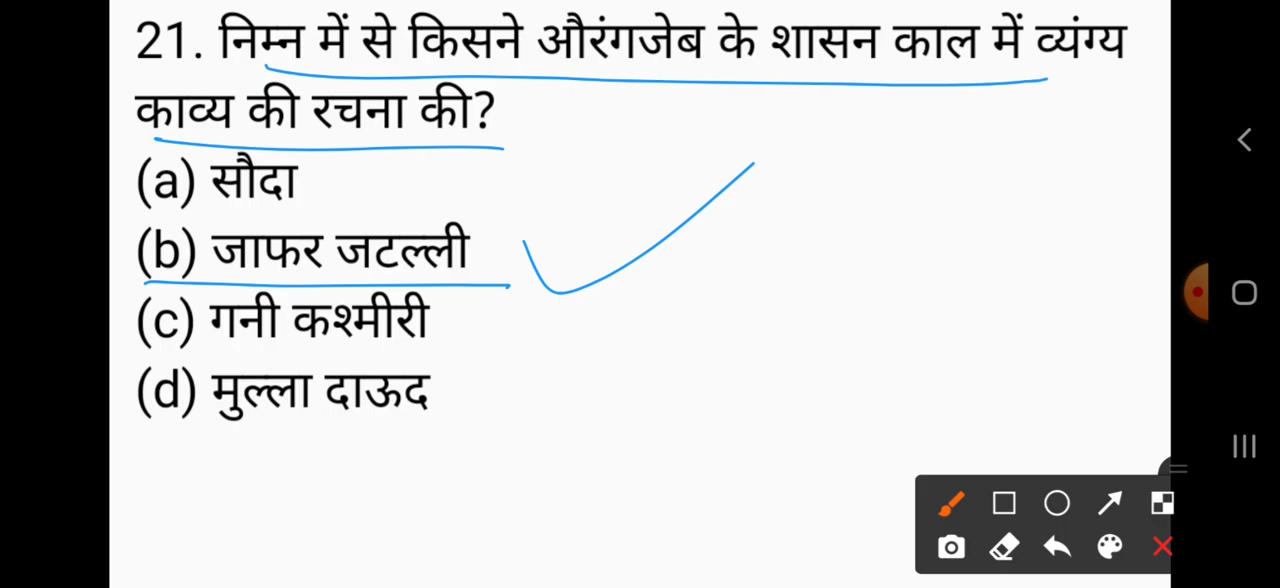 21. निम्न में से किसने औरंगजेब के शासन काल में व्यंग्य
काव्य की रचना की?
(a) सौदा
(b) जाफर जटल्ली
(c) गनी कश्मीरी
(d) मुल्ला दाऊद